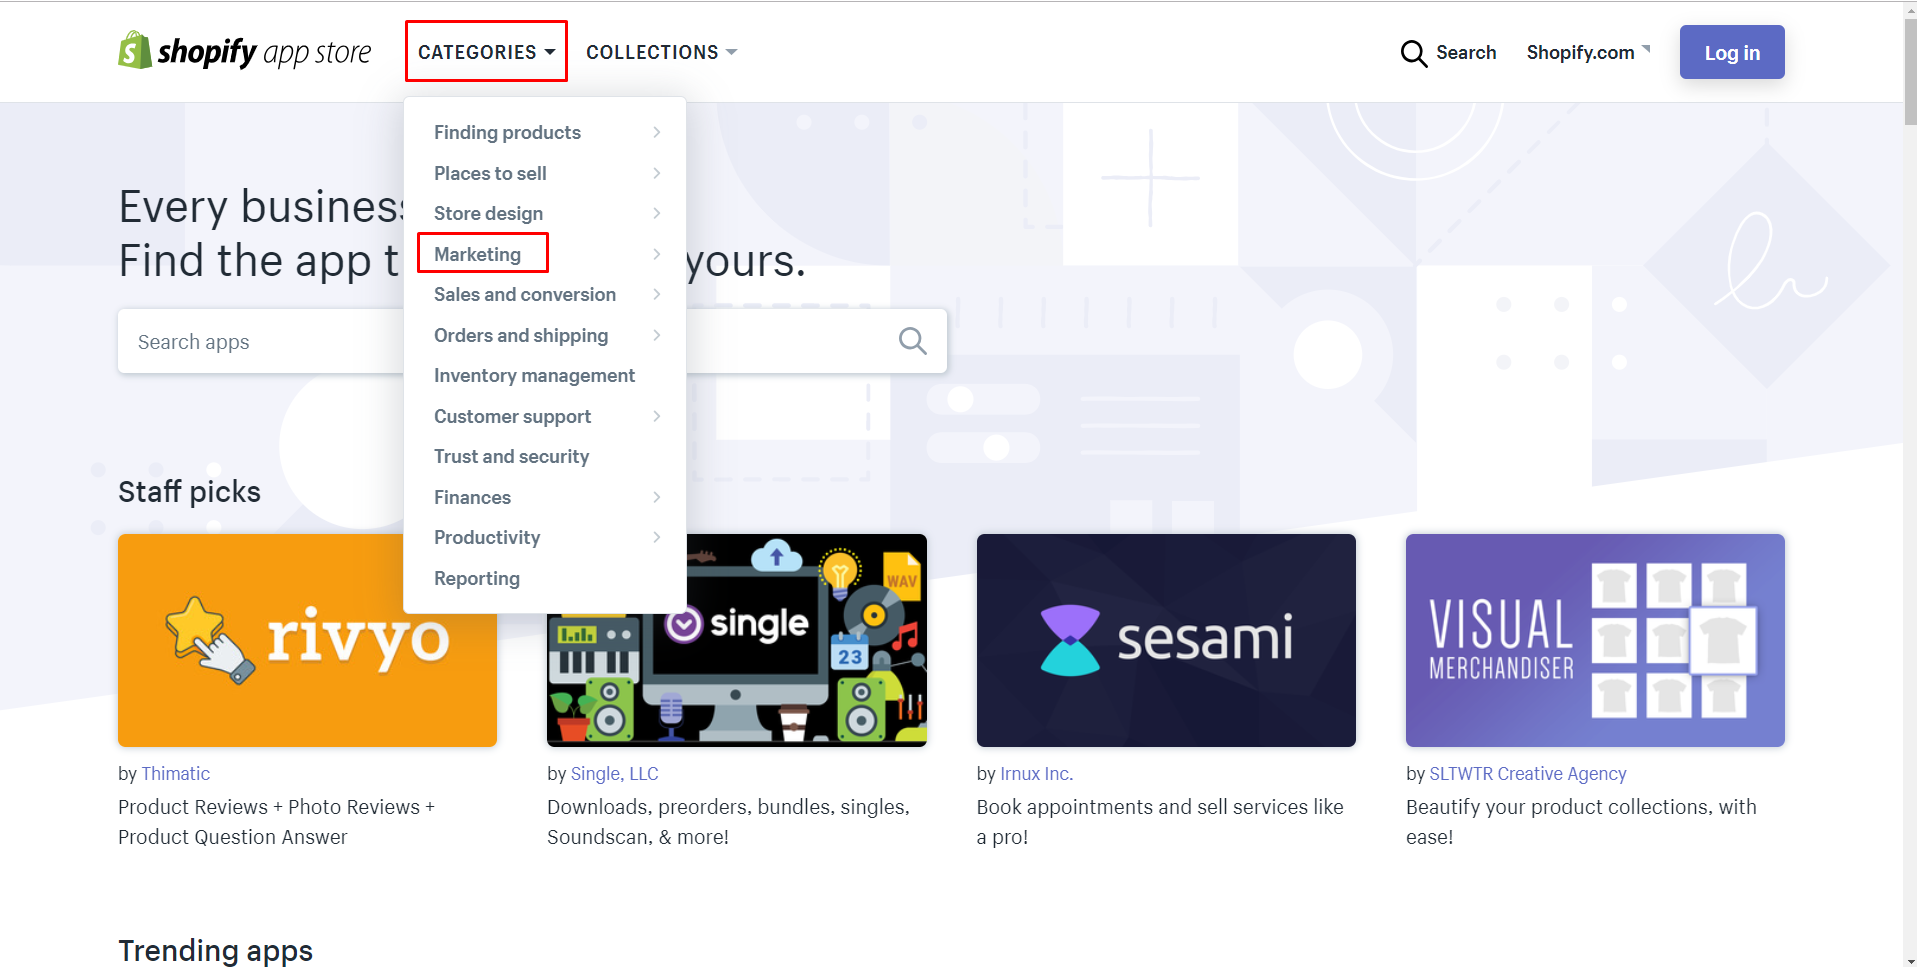 shopify app store
CATEGORIES
COLLECTIONS
Search
Shopify.com
Log in
Finding products
Places to sell
Store design
Marketing
Sales and conversion
Orders and shipping
Inventory management
Customer support
Trust and security
Finances
Productivity
Reporting
Every business
Find the app t yours.
Search apps
Staff picks
rivyo
single
WAV
23
sesami
VISUAL
MERCHANDISER
by Thimatic
Product Reviews + Photo Reviews +
Product Question Answer
by Single, LLC
Downloads, preorders, bundles, singles,
Soundscan, & more!
by Irnux Inc.
Book appointments and sell services like
a pro!
by SLTWTR Creative Agency
Beautify your product collections, with
ease!
Trending apps